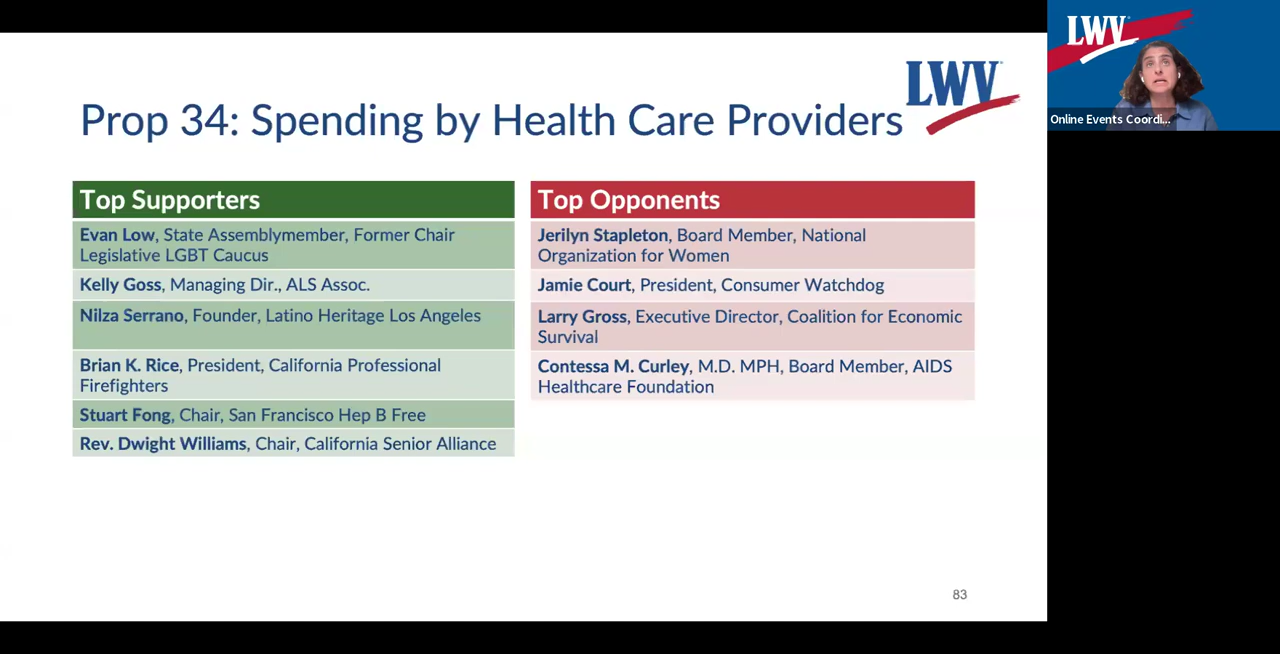 LWV
Prop 34: Spending by Health Care Providers
Top Supporters
Evan Low, State Assemblymember, Former Chair
Legislative LGBT Caucus
Kelly Goss, Managing Dir., ALS Assoc.
Nilza Serrano, Founder, Latino Heritage Los Angeles
Brian K. Rice, President, California Professional
Firefighters
Stuart Fong, Chair, San Francisco Hep B Free
Rev. Dwight Williams, Chair, California Senior Alliance
Top Opponents
Jerilyn Stapleton, Board Member, National
Organization for Women
Jamie Court, President, Consumer Watchdog
Larry Gross, Executive Director, Coalition for Economic
Survival
Contessa M. Curley, M.D. MPH, Board Member, AIDS
Healthcare Foundation
83
LWV
Online Events Coordi...